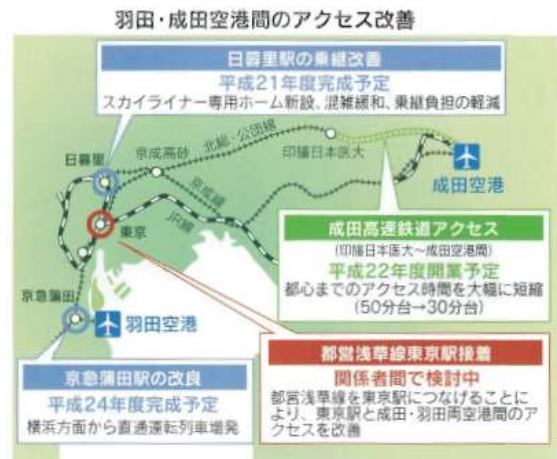 羽田・成田空港間のアクセス改善
日暮里駅の乗継改善
平成21年度完成予定
スカイライナー専用ホーム新設、混雑緩和、乗継負担の軽減
日暮里
京成高砂
北総・公団線
印旛日本医大
成田空港
京成線
JR線
東京
成田高速鉄道アクセス
(印旛日本医大〜成田空港間)
平成22年度開業予定
都心までのアクセス時間を大幅に短縮
(50分台→30分台)
京急蒲田
羽田空港
都営浅草線東京駅接着
関係者間で検討中
都営浅草線を東京駅につなげることに
より、東京駅と成田・羽田両空港間の
アクセスを改善
京急蒲田駅の改良
平成24年度完成予定
横浜方面から直通運転列車増発